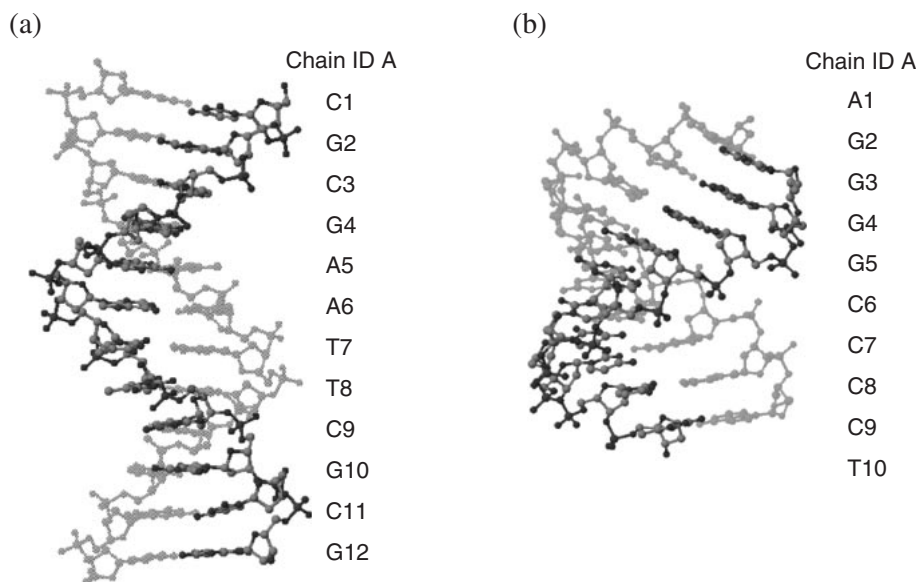 (a)
Chain ID A
C1
G2
C3
G4
A5
A6
T7
T8
C9
G10
C11
G12
(b)
Chain ID A
A1
G2
G3
G4
G5
C6
C7
C8
C9
T10